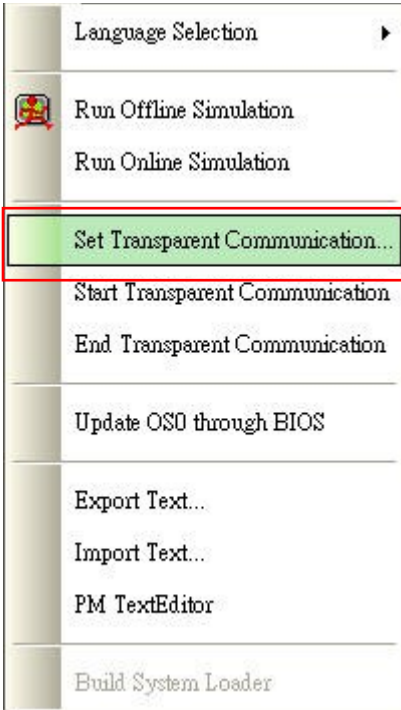 Language Selection
Run Offline Simulation
Run Online Simulation
Set Transparent Communication...
Start Transparent Communication
End Transparent Communication
Update OS0 through BIOS
Export Text...
Import Text...
PM TextEditor
Build System Loader